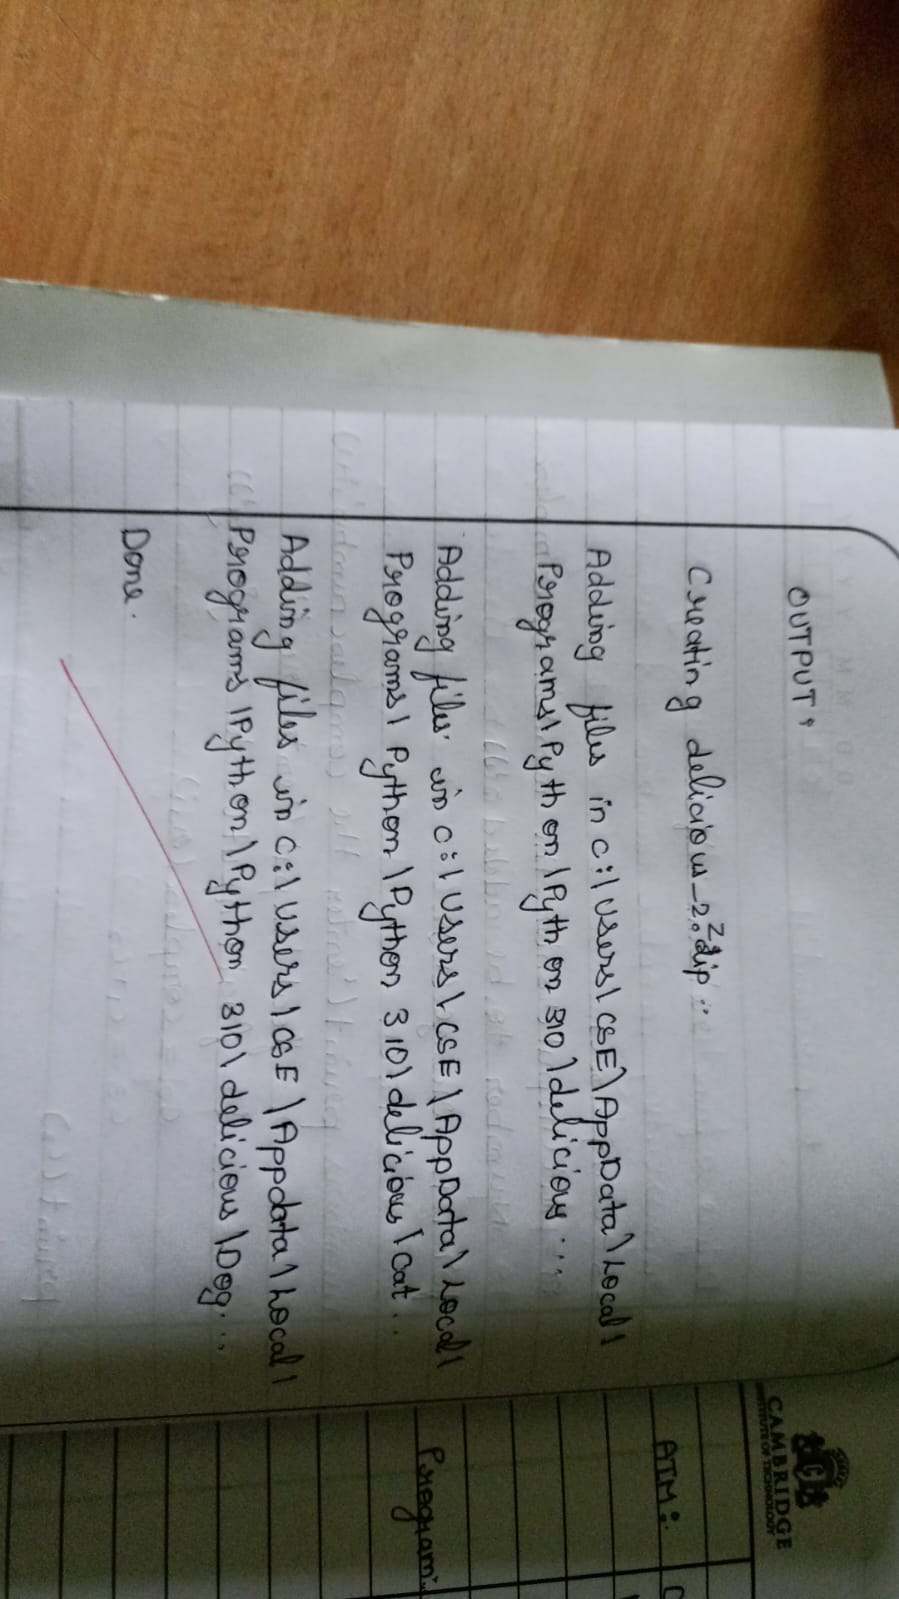 OUTPUT:
Creating delicious_2.zip..
Adding files in C:\Users\CSE\AppData\Local\
Programs\Python\Python 310\delicious...
Adding files in C:\Users\CSE\AppData\Local\
Programs\Python\Python 310\delicious\Cat...
Adding files in C:\Users\CSE\Appdata\Local\
Programs\Python\Python 310\delicious\Dog...
Done.
CAMBRIDGE
INSTITUTE OF TECHNOLOGY
AIM:
Program: